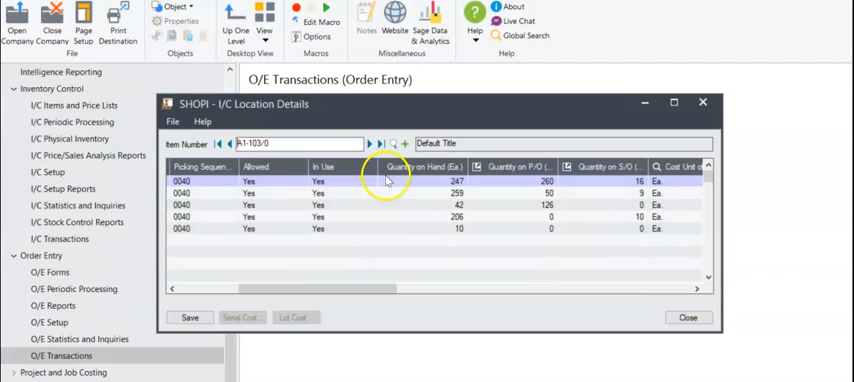 Open Company
Close Company
Page Setup
Print Destination
File
Object
Properties
Objects
Up One Level
View
Desktop View
Edit Macro
Options
Macros
Notes
Website
Sage Data & Analytics
Miscellaneous
Help
About
Live Chat
Global Search
Help
Intelligence Reporting
Inventory Control
I/C Items and Price Lists
I/C Periodic Processing
I/C Physical Inventory
I/C Price/Sales Analysis Reports
I/C Setup
I/C Setup Reports
I/C Statistics and Inquiries
I/C Stock Control Reports
I/C Transactions
Order Entry
O/E Forms
O/E Periodic Processing
O/E Reports
O/E Setup
O/E Statistics and Inquiries
O/E Transactions
Project and Job Costing
O/E Transactions (Order Entry)
SHOPI - I/C Location Details
File Help
Item Number A1-103/0 Default Title
Picking Sequen... Allowed In Use Quantity on Hand (Ea.) Quantity on P/O (Ea.) Quantity on S/O (Ea.) Cost Unit o
0040 Yes Yes 247 260 16 Ea.
0040 Yes Yes 259 50 9 Ea.
0040 Yes Yes 42 126 0 Ea.
0040 Yes Yes 206 0 10 Ea.
0040 Yes Yes 10 0 0 Ea.
Save Serial Cost... Lot Cost... Close